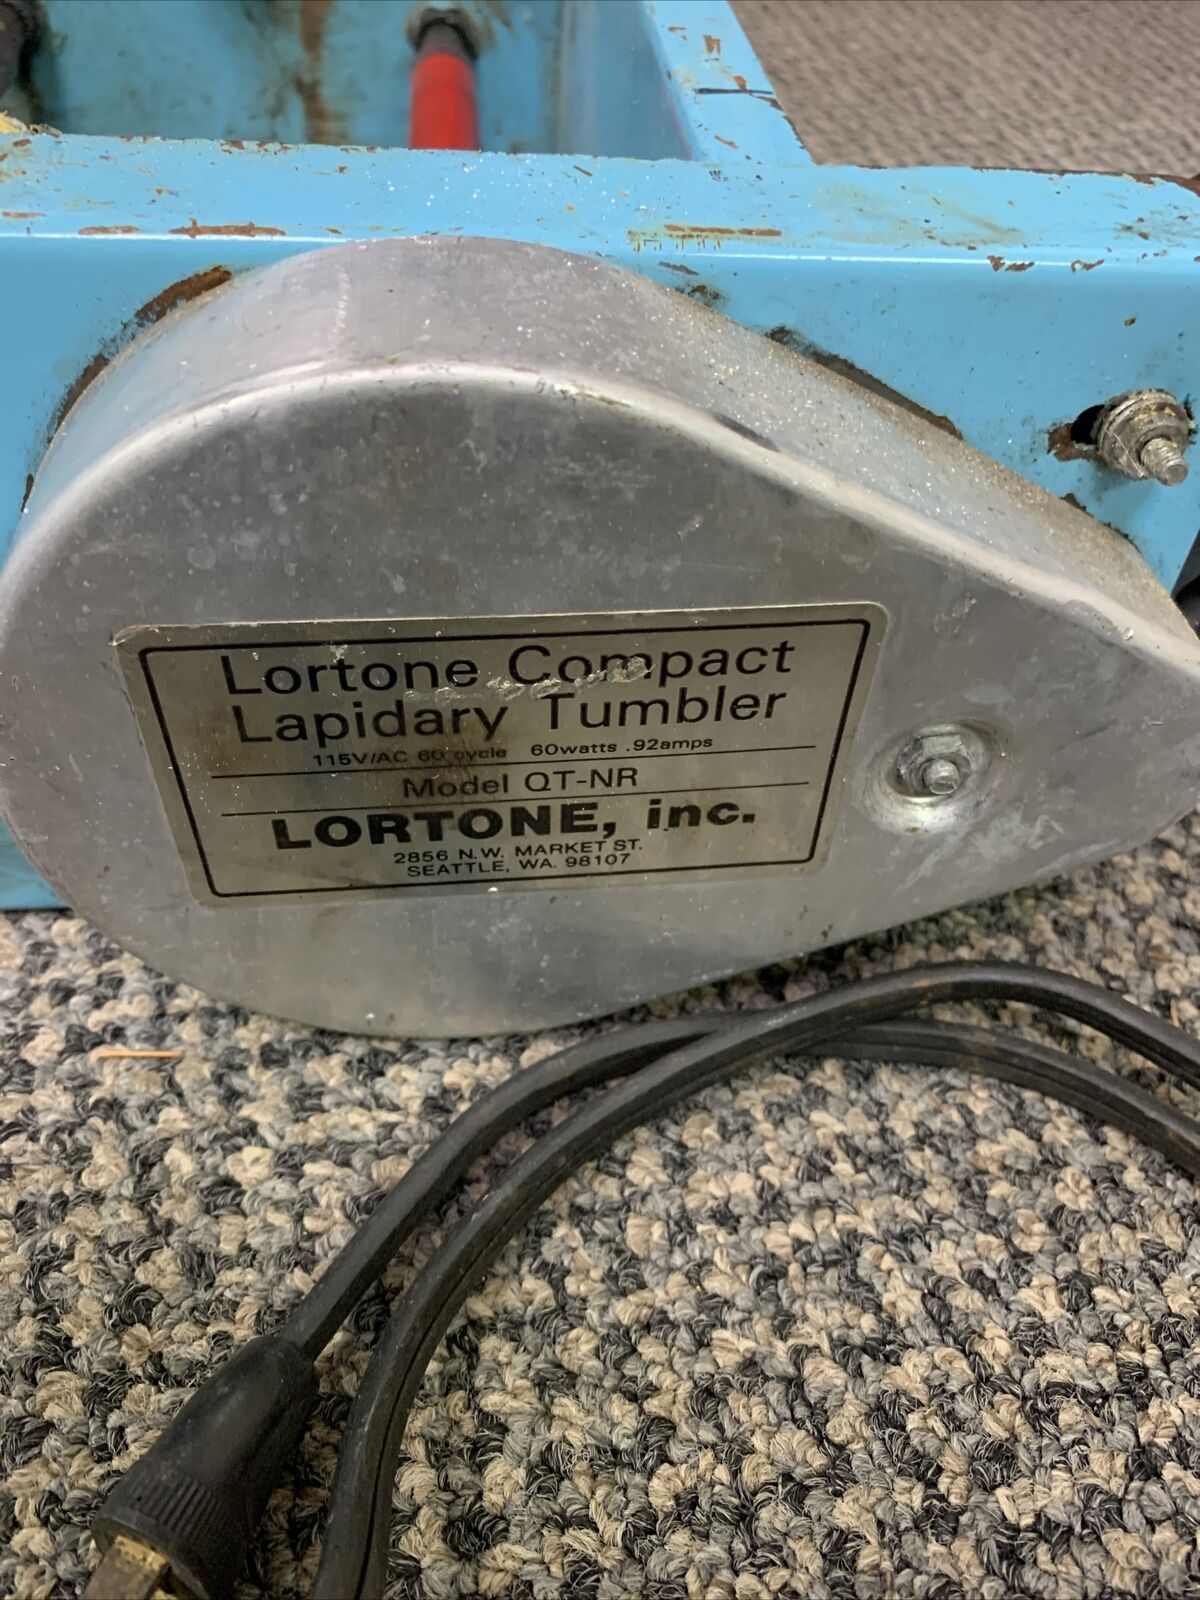 Lortone Compact
Lapidary Tumbler
115V/AC 60 cycle 60watts .92amps
Model QT-NR
LORTONE, inc.
2856 N.W. MARKET ST.
SEATTLE, WA. 98107